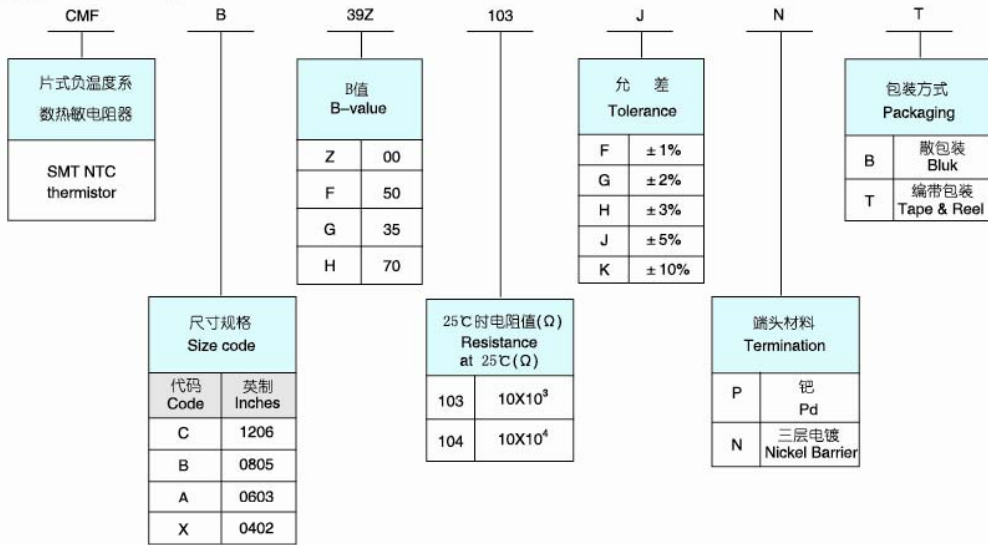 CMF B 39Z 103 J N T
片式负温度系
数热敏电阻器
SMT NTC
thermistor
B值
B-value
Z 00
F 50
G 35
H 70
允 差
Tolerance
F ±1%
G ±2%
H ±3%
J ±5%
K ±10%
包装方式
Packaging
B 散包装
Bluk
T 编带包装
Tape & Reel
尺寸规格
Size code
代码 英制
Code Inches
C 1206
B 0805
A 0603
X 0402
25℃时电阻值(Ω)
Resistance
at 25℃(Ω)
103 10X10³
104 10X10⁴
端头材料
Termination
P 钯
Pd
N 三层电镀
Nickel Barrier